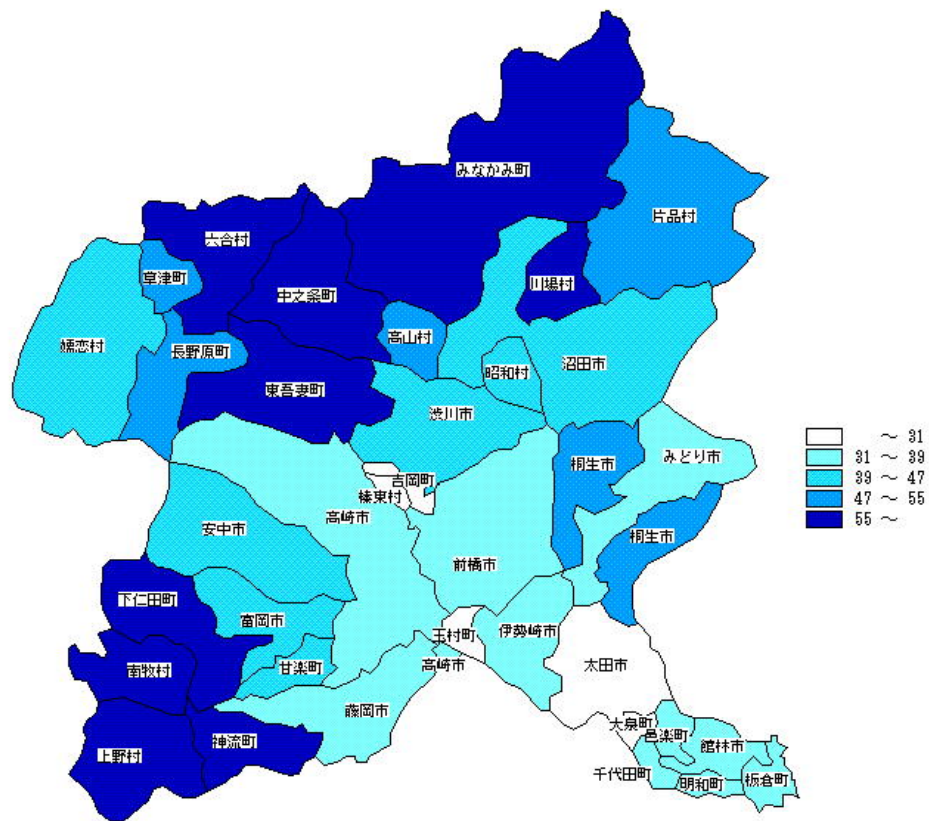 みなかみ町
片品村
六合村
草津町
中之条町
川場村
高山村
嬬恋村
長野原町
昭和村
沼田市
東吾妻町
渋川市
～ 31
31 ～ 39
39 ～ 47
47 ～ 55
55 ～
みどり市
桐生市
吉岡町
榛東村
高崎市
安中市
桐生市
前橋市
下仁田町
富岡市
伊勢崎市
玉村町
太田市
甘楽町
高崎市
南牧村
藤岡市
大泉町
邑楽町
神流町
館林市
上野村
千代田町
明和町
板倉町